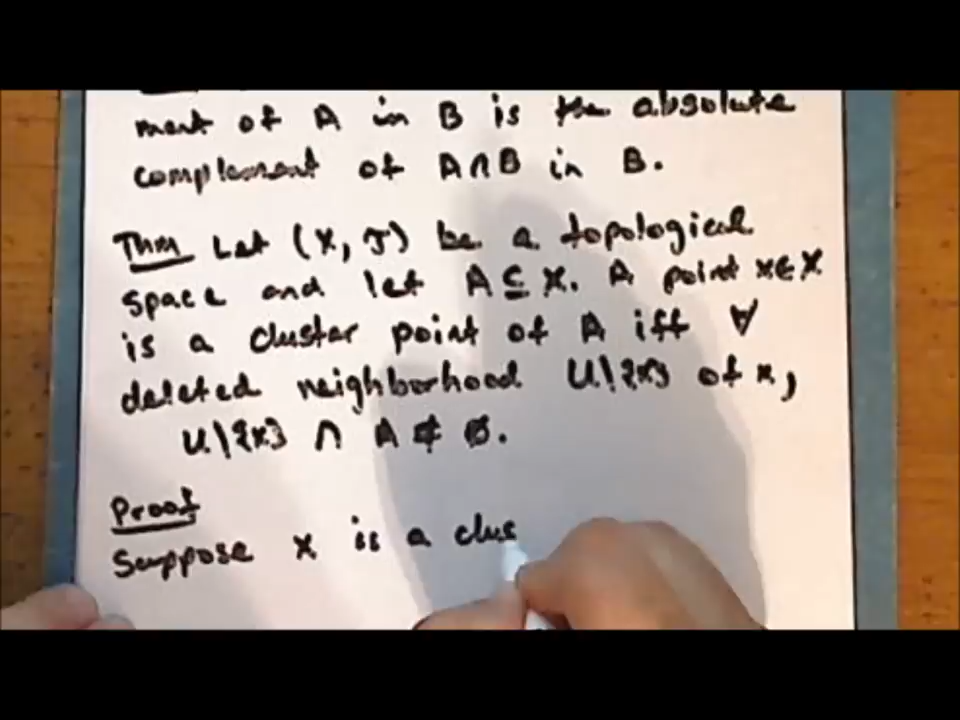 ment of A in B is the absolute
complement of A∩B in B.
Thm Let (X, T) be a topological
space and let A ⊆ X. A point x∈X
is a cluster point of A iff ∀
deleted neighborhood U\{x} of x,
U\{x} ∩ A ≠ ∅.
Proof
Suppose x is a clus